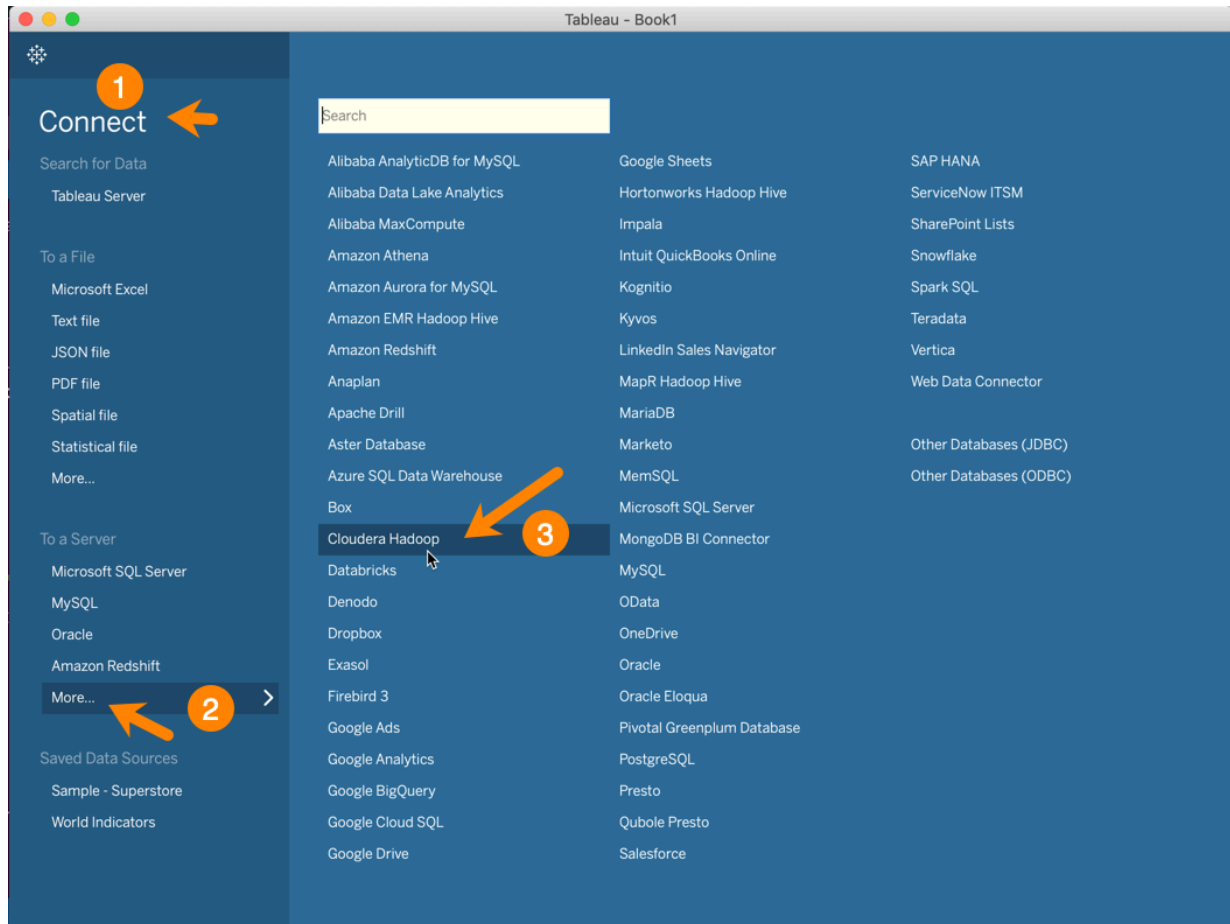 Tableau - Book1
1
Connect
Search for Data
Tableau Server
To a File
Microsoft Excel
Text file
JSON file
PDF file
Spatial file
Statistical file
More...
To a Server
Microsoft SQL Server
MySQL
Oracle
Amazon Redshift
More...
2
Saved Data Sources
Sample - Superstore
World Indicators
Search
Alibaba AnalyticDB for MySQL
Alibaba Data Lake Analytics
Alibaba MaxCompute
Amazon Athena
Amazon Aurora for MySQL
Amazon EMR Hadoop Hive
Amazon Redshift
Anaplan
Apache Drill
Aster Database
Azure SQL Data Warehouse
Box
Cloudera Hadoop
3
Databricks
Denodo
Dropbox
Exasol
Firebird 3
Google Ads
Google Analytics
Google BigQuery
Google Cloud SQL
Google Drive
Google Sheets
Hortonworks Hadoop Hive
Impala
Intuit QuickBooks Online
Kognitio
Kyvos
LinkedIn Sales Navigator
MapR Hadoop Hive
MariaDB
Marketo
MemSQL
Microsoft SQL Server
MongoDB BI Connector
MySQL
OData
OneDrive
Oracle
Oracle Eloqua
Pivotal Greenplum Database
PostgreSQL
Presto
Qubole Presto
Salesforce
SAP HANA
ServiceNow ITSM
SharePoint Lists
Snowflake
Spark SQL
Teradata
Vertica
Web Data Connector
Other Databases (JDBC)
Other Databases (ODBC)